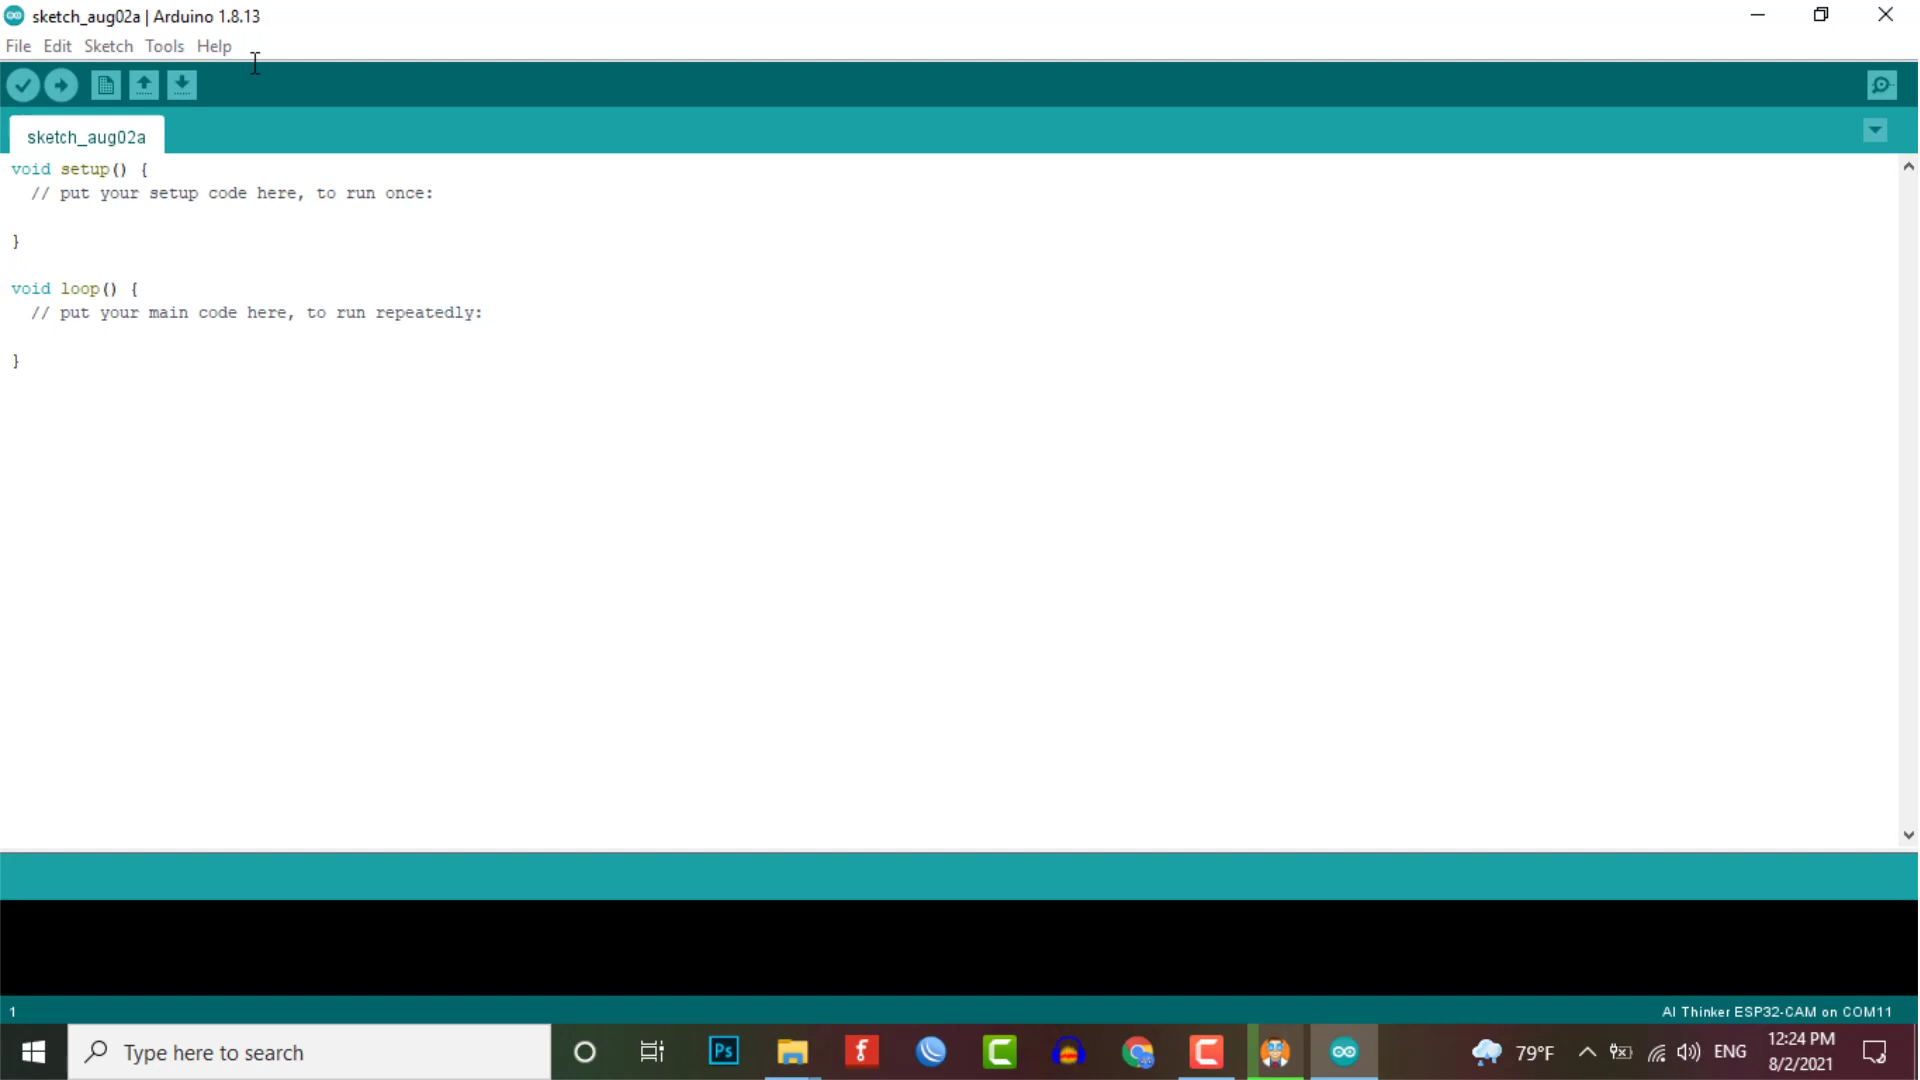 sketch_aug02a | Arduino 1.8.13
File Edit Sketch Tools Help
sketch_aug02a
void setup() {
  // put your setup code here, to run once:
}
void loop() {
  // put your main code here, to run repeatedly:
}
1
AI Thinker ESP32-CAM on COM11
Type here to search
Ps
79°F
ENG
12:24 PM
8/2/2021